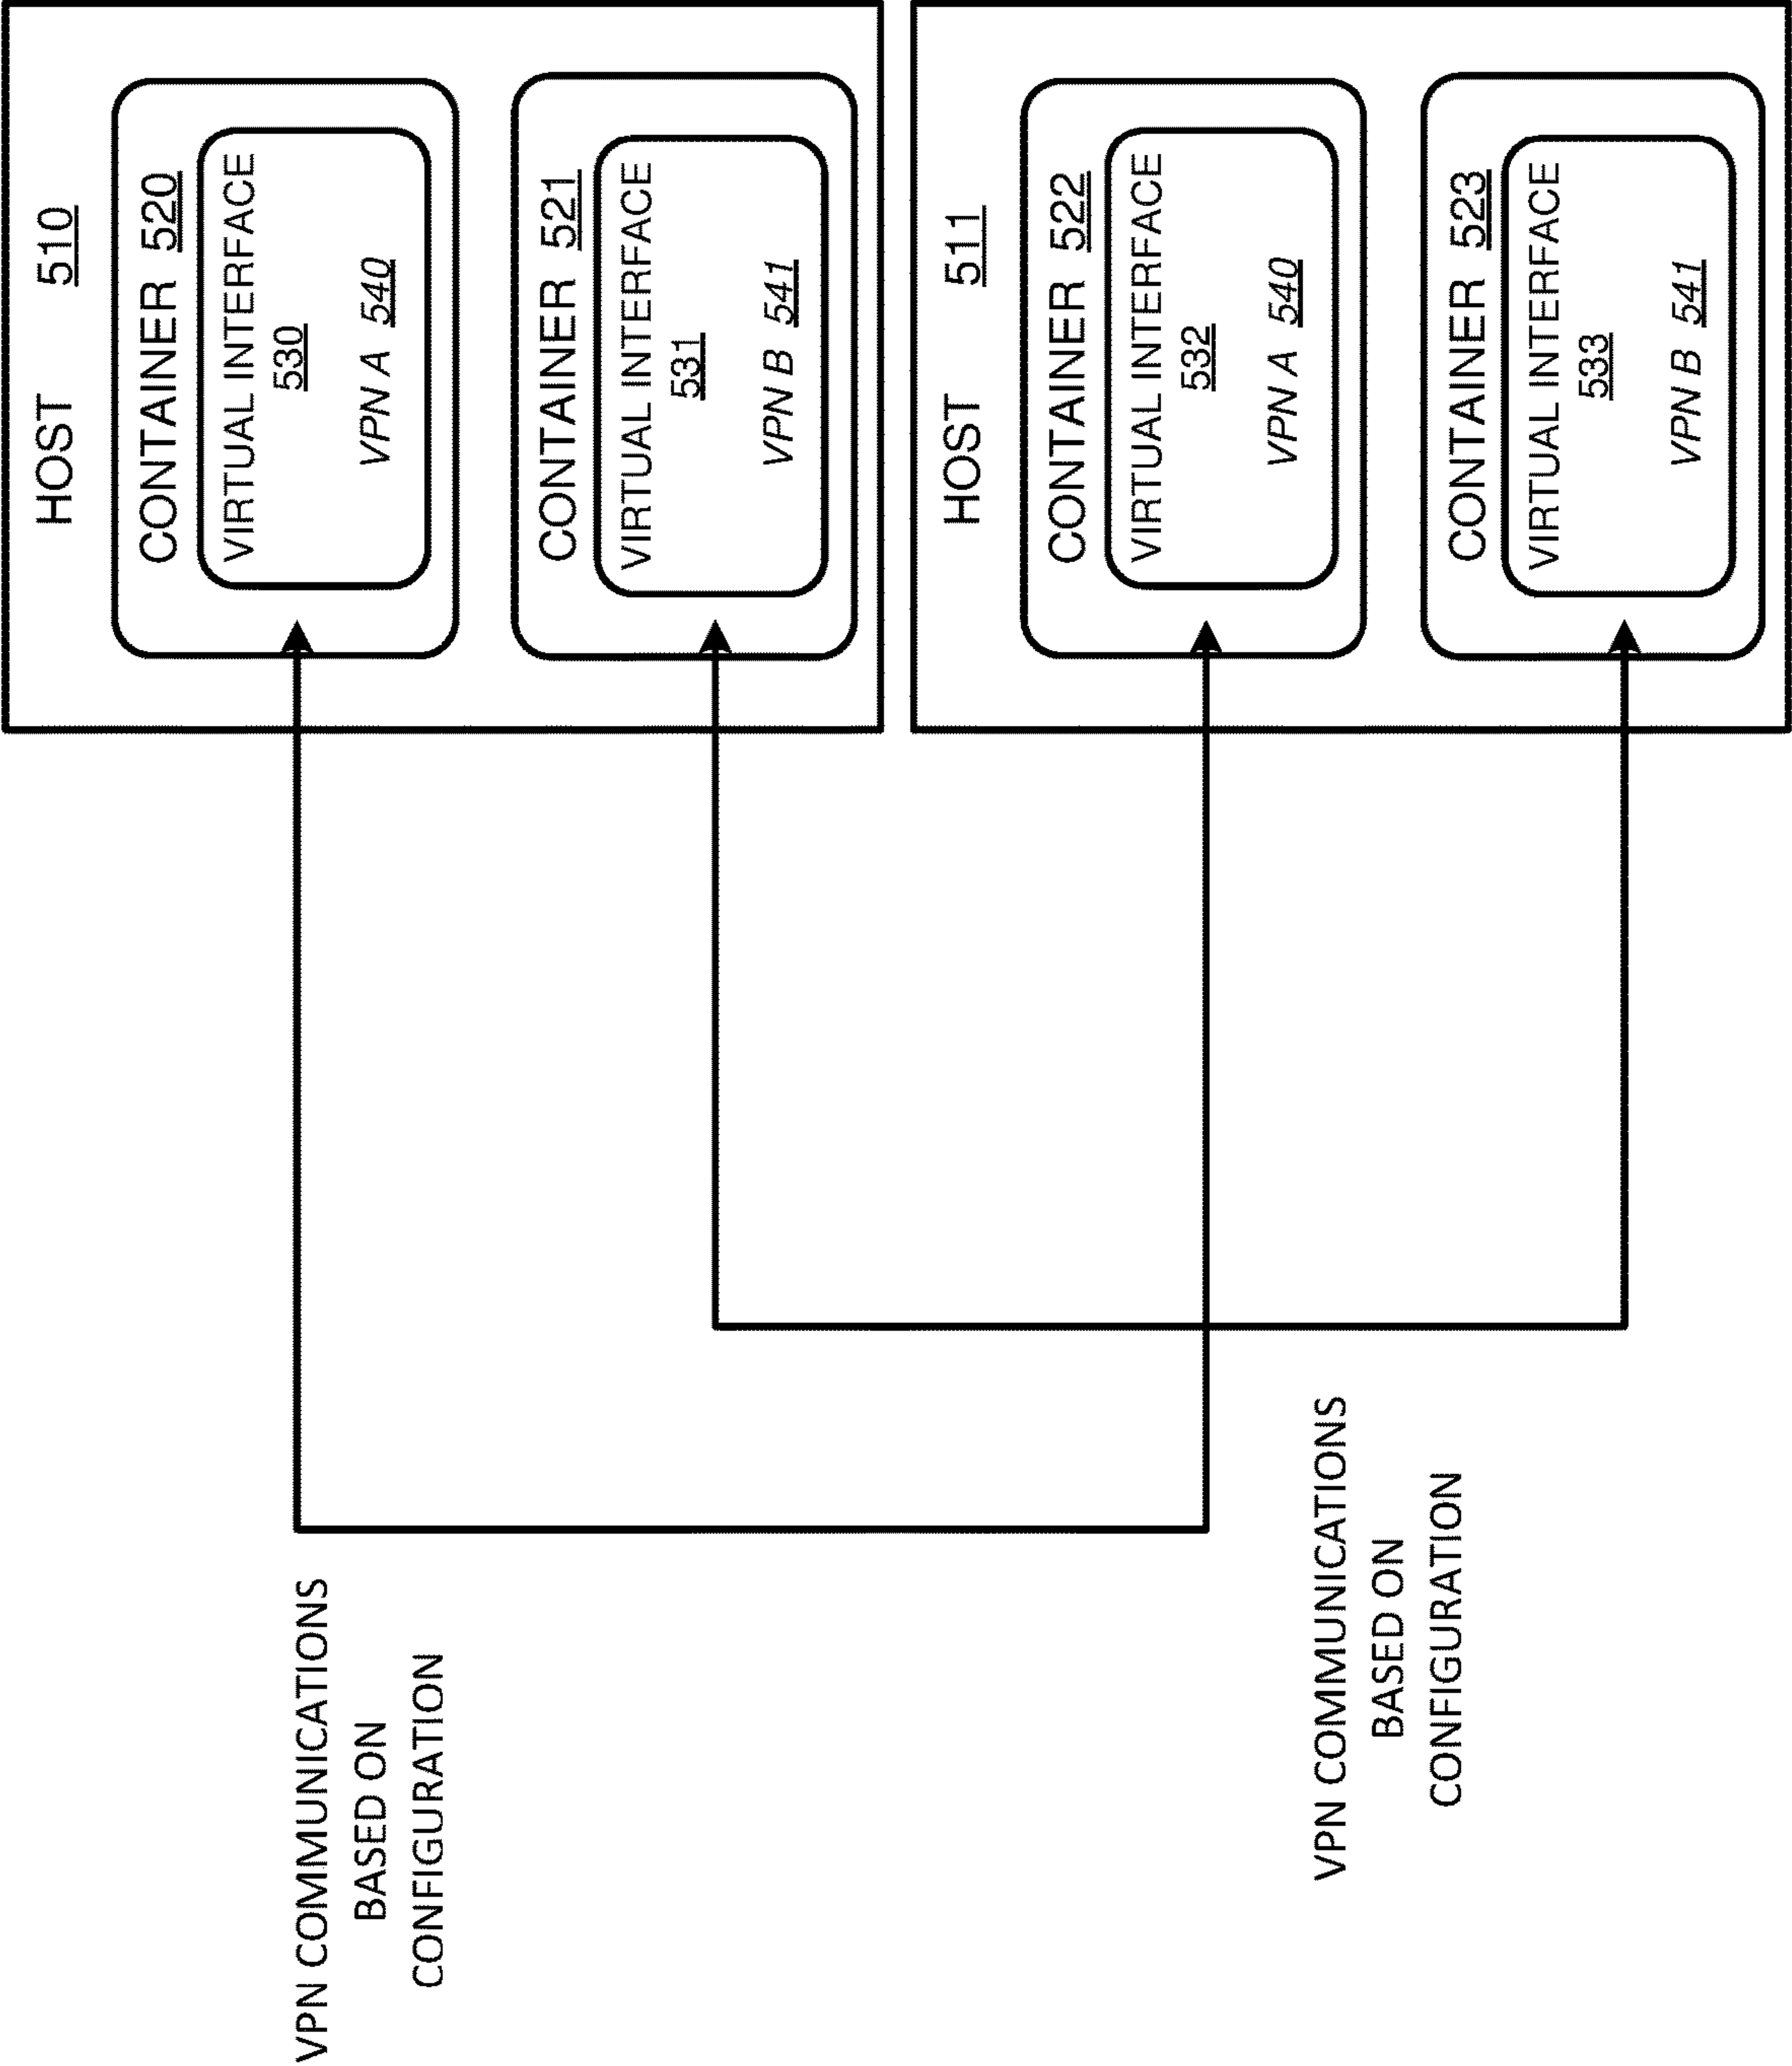 HOST 510
CONTAINER 520
VIRTUAL INTERFACE
530
VPN A 540
CONTAINER 521
VIRTUAL INTERFACE
531
VPN B 541
HOST 511
CONTAINER 522
VIRTUAL INTERFACE
532
VPN A 540
CONTAINER 523
VIRTUAL INTERFACE
533
VPN B 541
VPN COMMUNICATIONS
BASED ON
CONFIGURATION
VPN COMMUNICATIONS
BASED ON
CONFIGURATION